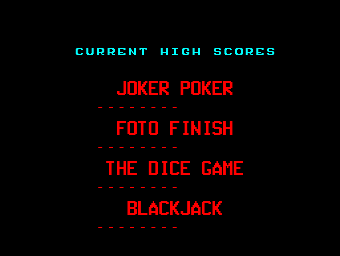 CURRENT HIGH SCORES
JOKER POKER
- - - - - - - -
FOTO FINISH
- - - - - - - -
THE DICE GAME
- - - - - - - -
BLACKJACK
- - - - - - - -